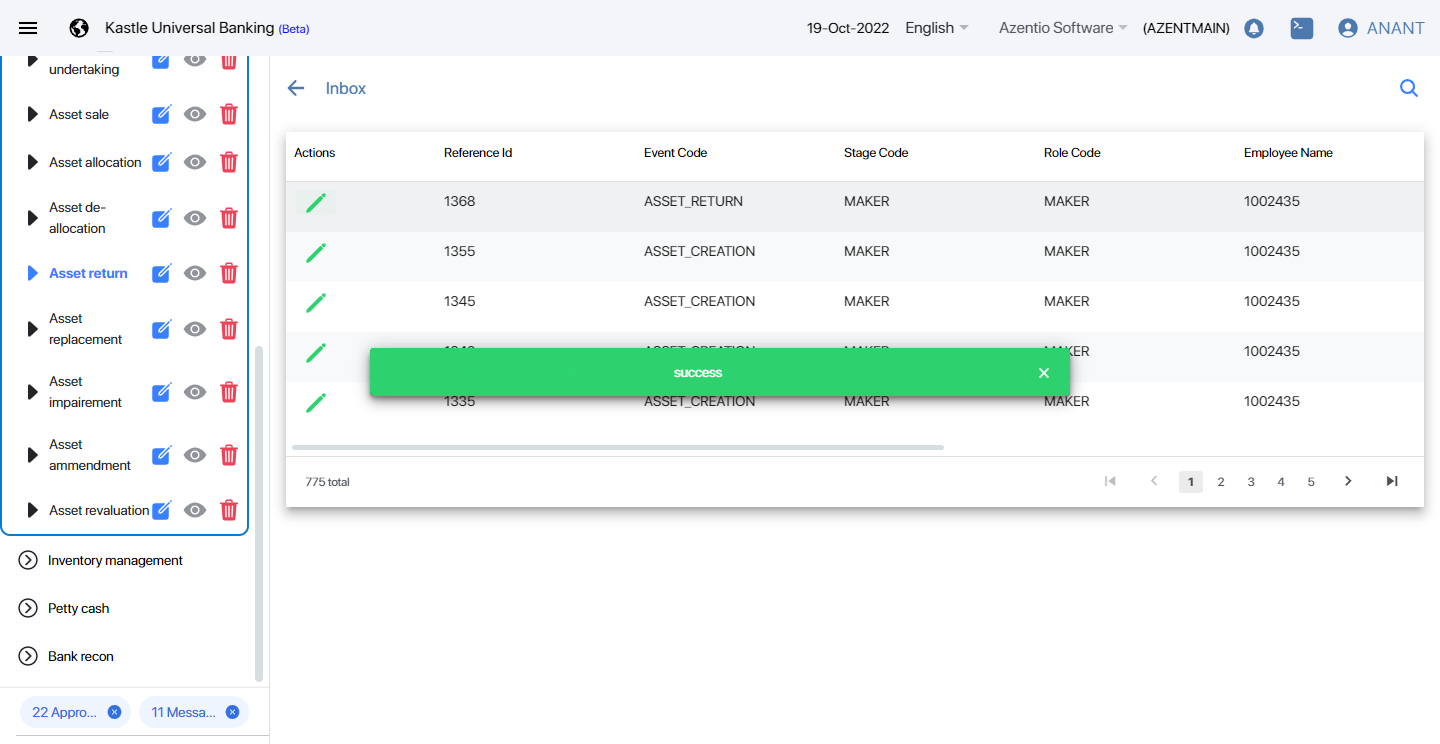 Kastle Universal Banking (Beta)
19-Oct-2022 English Azentio Software (AZENTMAIN) ANANT
undertaking
Asset sale
Asset allocation
Asset de-
allocation
Asset return
Asset
replacement
Asset
impairement
Asset
ammendment
Asset revaluation
Inventory management
Petty cash
Bank recon
22 Appro...
11 Messa...
Inbox
Actions Reference Id Event Code Stage Code Role Code Employee Name
1368 ASSET_RETURN MAKER MAKER 1002435
1355 ASSET_CREATION MAKER MAKER 1002435
1345 ASSET_CREATION MAKER MAKER 1002435
ASSET_CREATION MAKER MAKER 1002435
success
1335 ASSET_CREATION MAKER MAKER 1002435
775 total
1 2 3 4 5